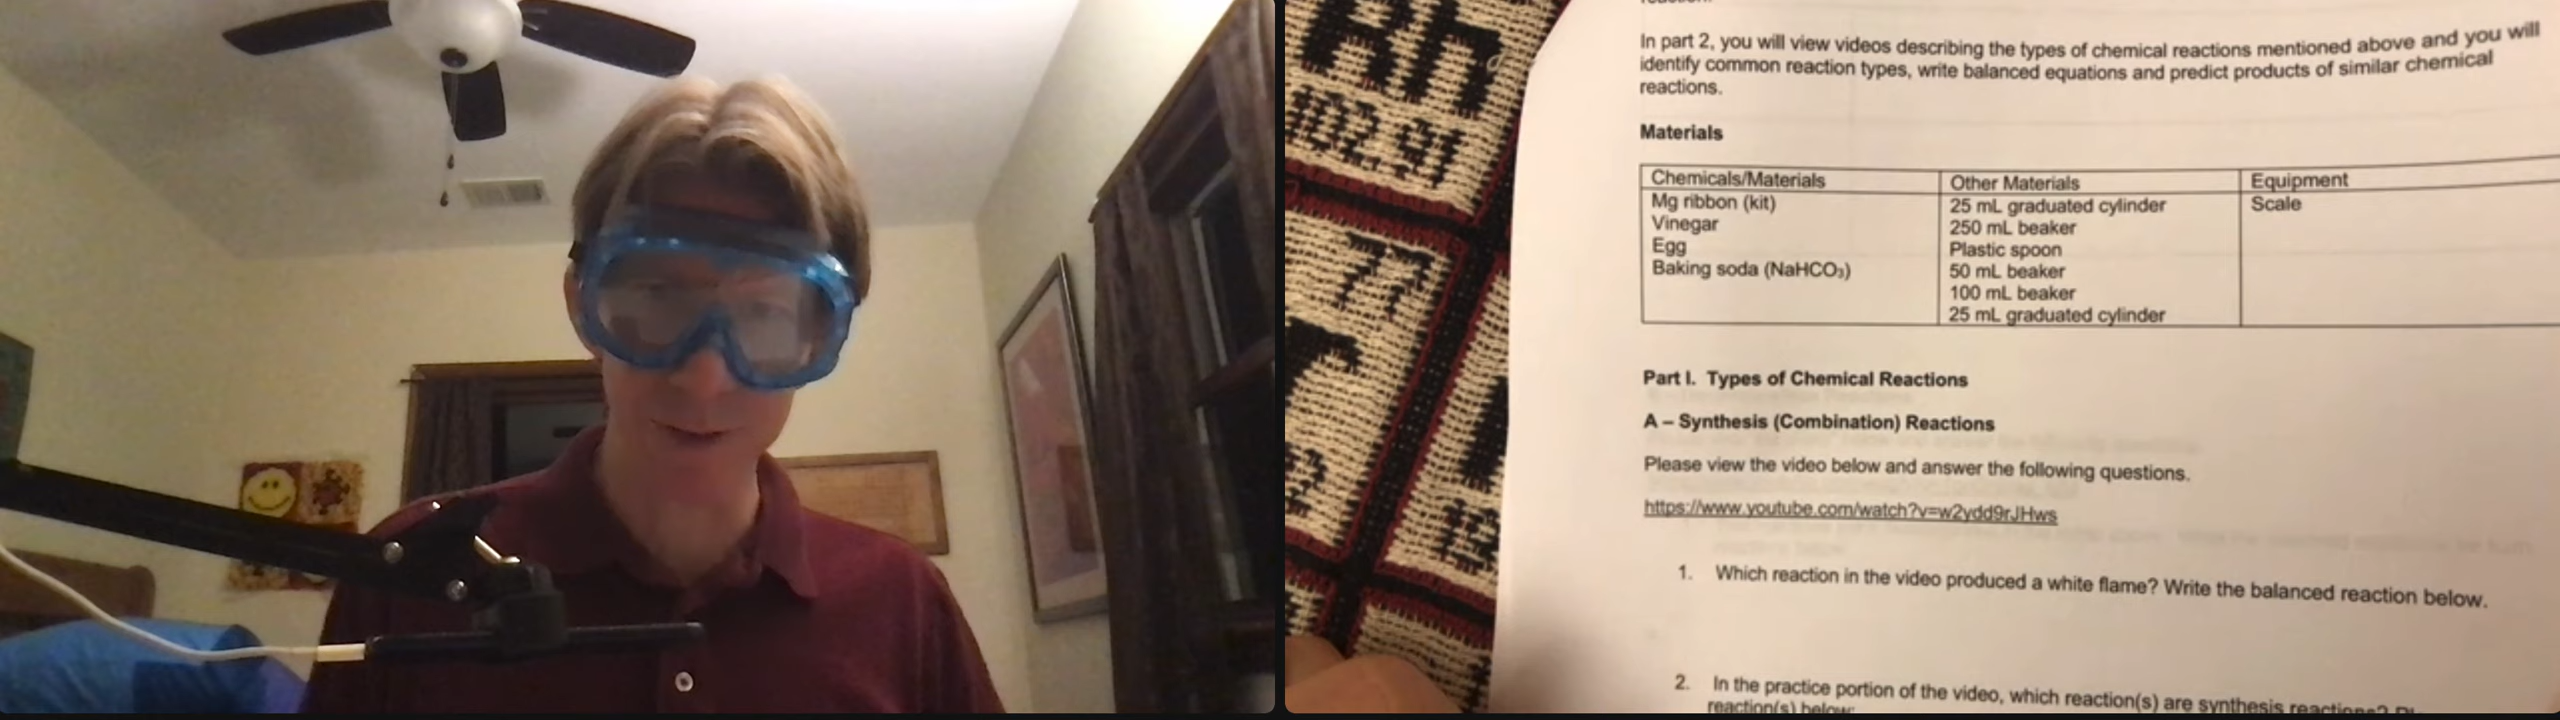 Rh
102.91
77
In part 2, you will view videos describing the types of chemical reactions mentioned above and you will
identify common reaction types, write balanced equations and predict products of similar chemical
reactions.
Materials
Chemicals/Materials Other Materials Equipment
Mg ribbon (kit) 25 mL graduated cylinder Scale
Vinegar 250 mL beaker
Egg Plastic spoon
Baking soda (NaHCO₃) 50 mL beaker
100 mL beaker
25 mL graduated cylinder
Part I. Types of Chemical Reactions
A – Synthesis (Combination) Reactions
Please view the video below and answer the following questions.
https://www.youtube.com/watch?v=w2ydd9rJHws
1. Which reaction in the video produced a white flame? Write the balanced reaction below.
2. In the practice portion of the video, which reaction(s) are synthesis reactions?
reaction(s) below: